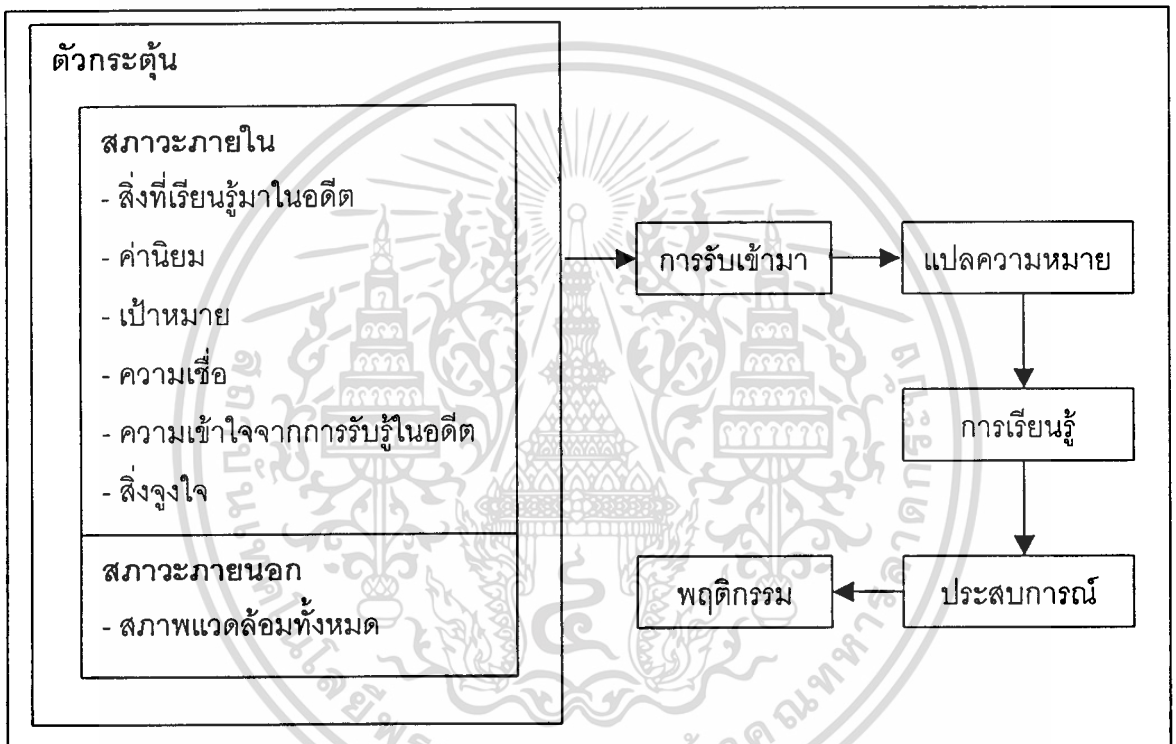 ตัวกระตุ้น
สภาวะภายใน
- สิ่งที่เรียนรู้มาในอดีต
- ค่านิยม
- เป้าหมาย
- ความเชื่อ
- ความเข้าใจจากการรับรู้ในอดีต
- สิ่งจูงใจ
สภาวะภายนอก
- สภาพแวดล้อมทั้งหมด
การรับเข้ามา
แปลความหมาย
การเรียนรู้
ประสบการณ์
พฤติกรรม